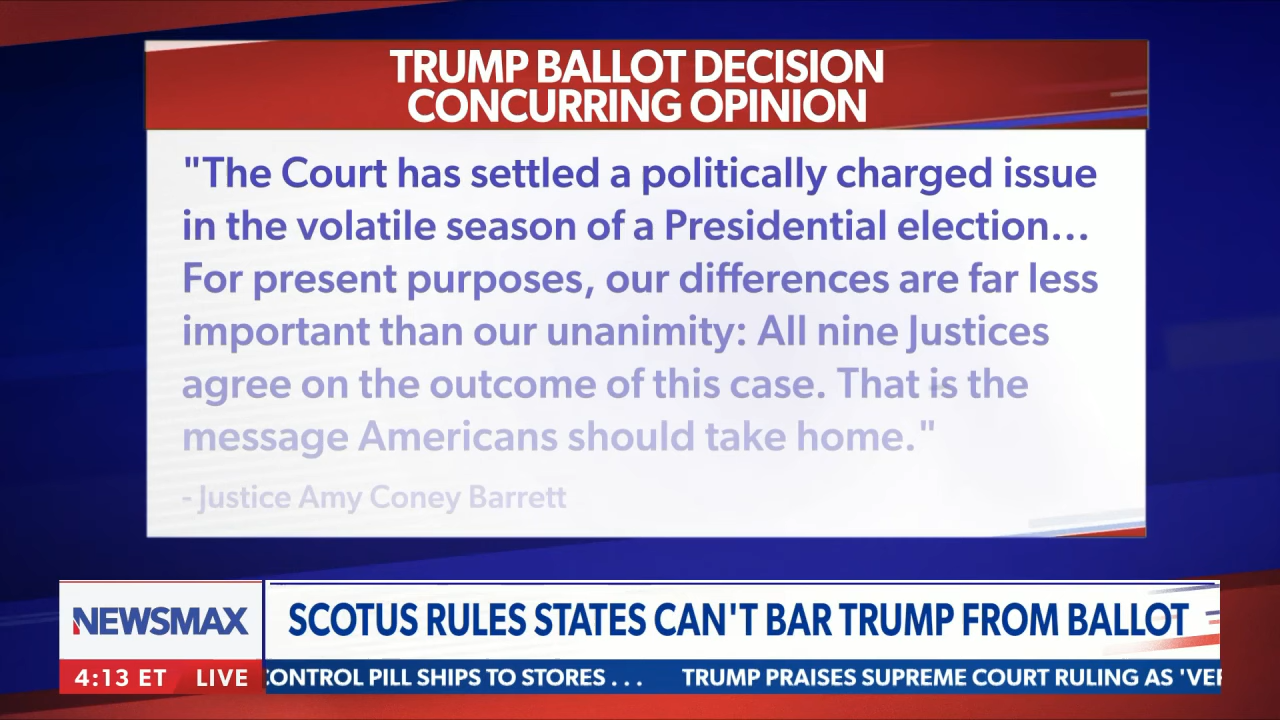 TRUMP BALLOT DECISION
CONCURRING OPINION
"The Court has settled a politically charged issue
in the volatile season of a Presidential election...
For present purposes, our differences are far less
important than our unanimity: All nine Justices
agree on the outcome of this case. That is the
message Americans should take home."
- Justice Amy Coney Barrett
NEWSMAX
SCOTUS RULES STATES CAN'T BAR TRUMP FROM BALLOT
4:13 ET LIVE
CONTROL PILL SHIPS TO STORES . . . TRUMP PRAISES SUPREME COURT RULING AS 'VER